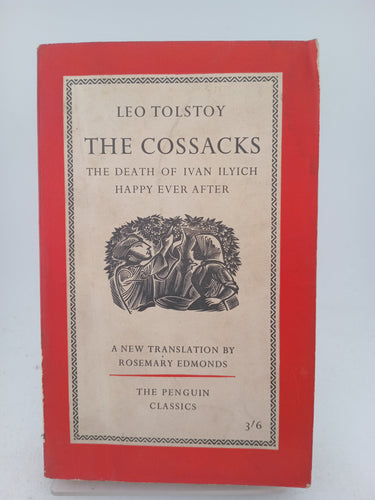 LEO TOLSTOY
THE COSSACKS
THE DEATH OF IVAN ILYICH
HAPPY EVER AFTER
A NEW TRANSLATION BY
ROSEMARY EDMONDS
THE PENGUIN
CLASSICS
3/6